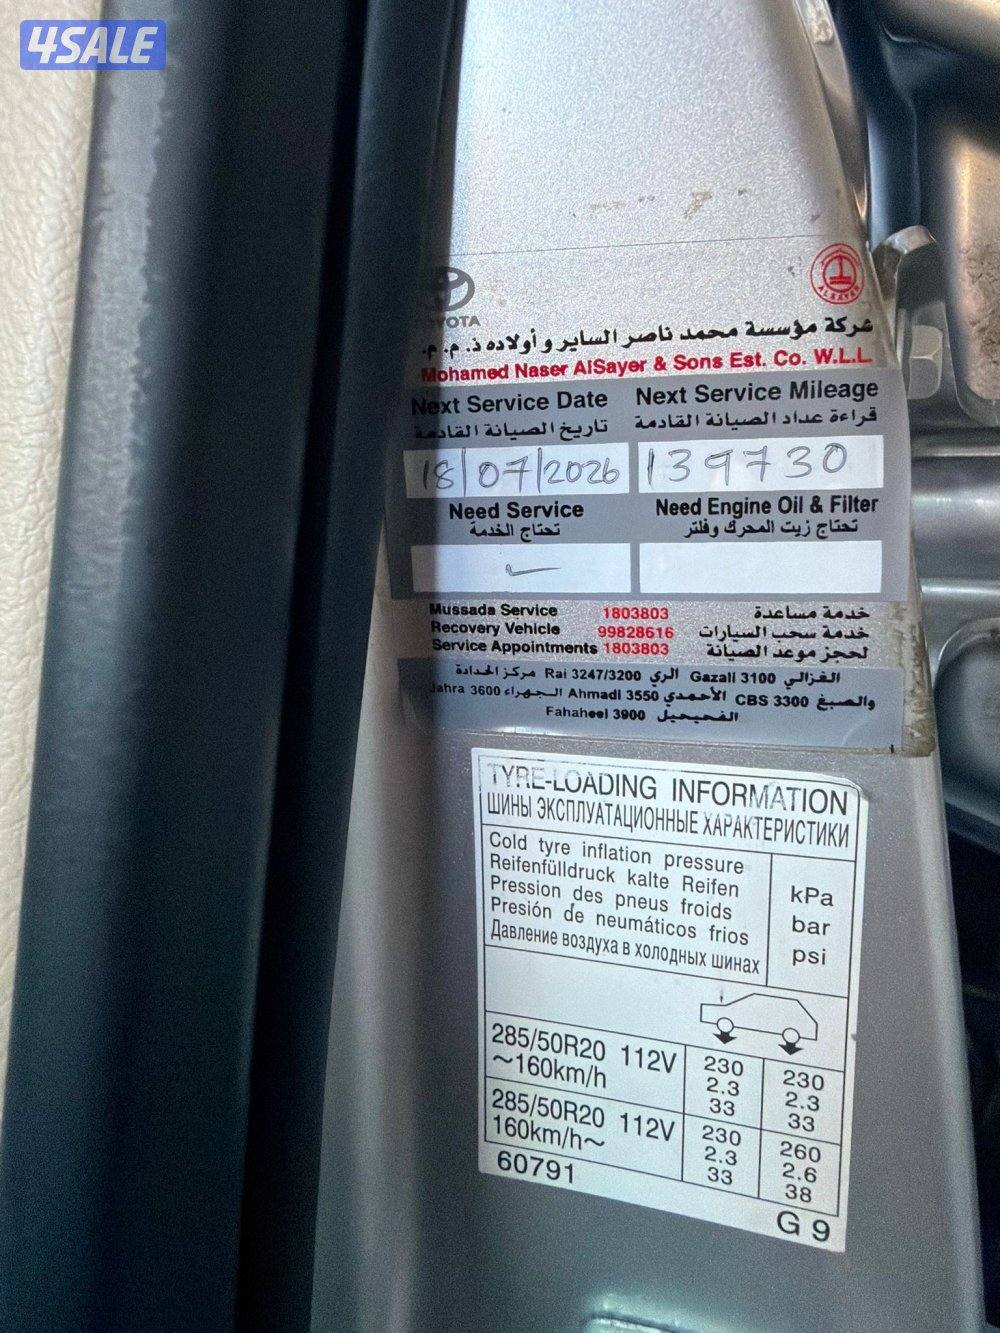 4SALE
ALSAYER
TOYOTA
شركة مؤسسة محمد ناصر الساير و أولاده ذ. م. م.
Mohamed Naser AlSayer & Sons Est. Co. W.L.L.
Next Service Date Next Service Mileage
تاريخ الصيانة القادمة قراءة عداد الصيانة القادمة
18/07/2026 139730
Need Service Need Engine Oil & Filter
تحتاج الخدمة تحتاج زيت المحرك وفلتر
Mussada Service 1803803 خدمة مساعدة
Recovery Vehicle 99828616 خدمة سحب السيارات
Service Appointments 1803803 لحجز موعد الصيانة
الغزالي Gazali 3100 الري Rai 3247/3200 مركز الحدادة
والصبغ CBS 3300 الأحمدي Ahmadi 3550 الجهراء Jahra 3600
الفحيحيل Fahaheel 3900
TYRE-LOADING INFORMATION
ШИНЫ ЭКСПЛУАТАЦИОННЫЕ ХАРАКТЕРИСТИКИ
Cold tyre inflation pressure
Reifenfülldruck kalte Reifen
Pression des pneus froids
Presión de neumáticos frios
Давление воздуха в холодных шинах
kPa
bar
psi
285/50R20 112V
~160km/h
230
2.3
33
230
2.3
33
285/50R20 112V
160km/h~
230
2.3
33
260
2.6
38
60791
G 9